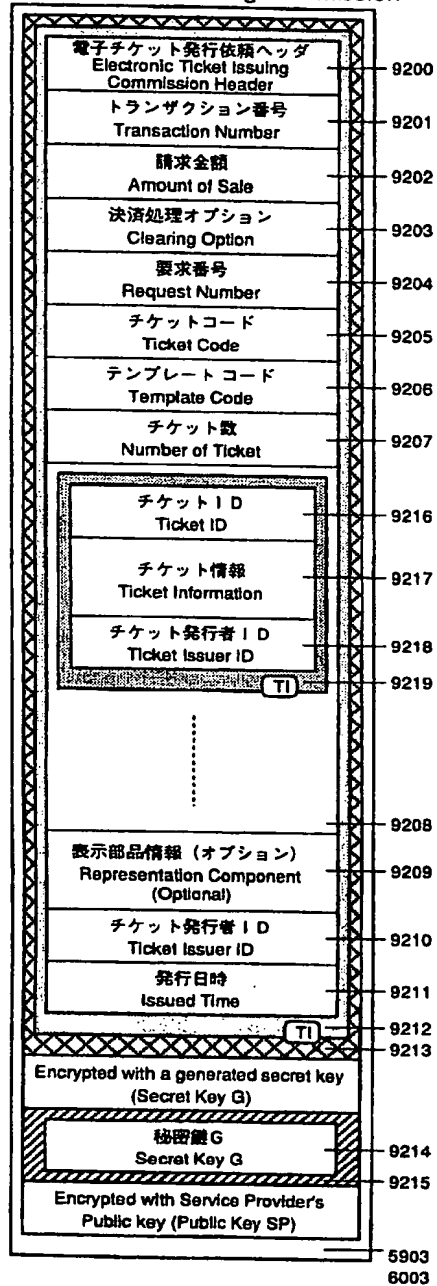 電子チケット発行依頼ヘッダ
Electronic Ticket Issuing
Commission Header
9200
トランザクション番号
Transaction Number
9201
請求金額
Amount of Sale
9202
決済処理オプション
Clearing Option
9203
要求番号
Request Number
9204
チケットコード
Ticket Code
9205
テンプレートコード
Template Code
9206
チケット数
Number of Ticket
9207
チケットID
Ticket ID
9216
チケット情報
Ticket Information
9217
チケット発行者ID
Ticket Issuer ID
9218
TI
9219
9208
表示部品情報(オプション)
Representation Component
(Optional)
9209
チケット発行者ID
Ticket Issuer ID
9210
発行日時
Issued Time
9211
TI
9212
9213
Encrypted with a generated secret key
(Secret Key G)
秘密鍵G
Secret Key G
9214
9215
Encrypted with Service Provider's
Public key (Public Key SP)
5903
6003